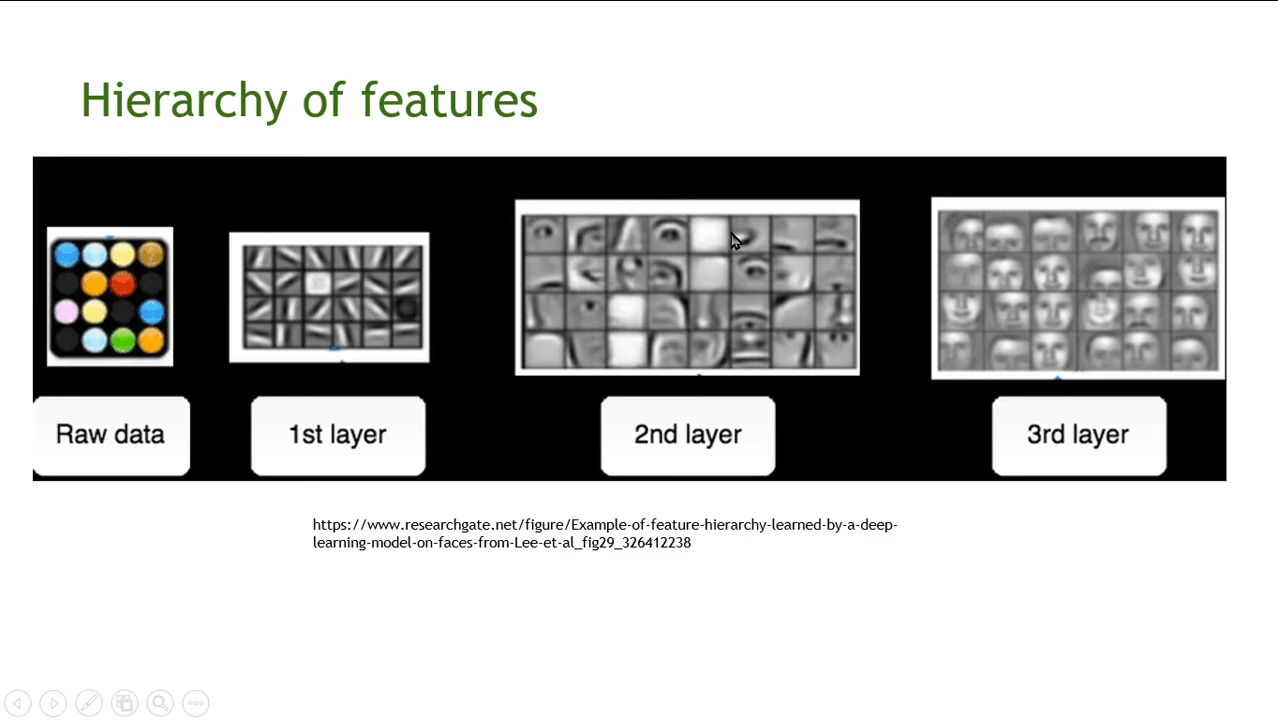 Hierarchy of features
Raw data
1st layer
2nd layer
3rd layer
https://www.researchgate.net/figure/Example-of-feature-hierarchy-learned-by-a-deep-
learning-model-on-faces-from-Lee-et-al_fig29_326412238